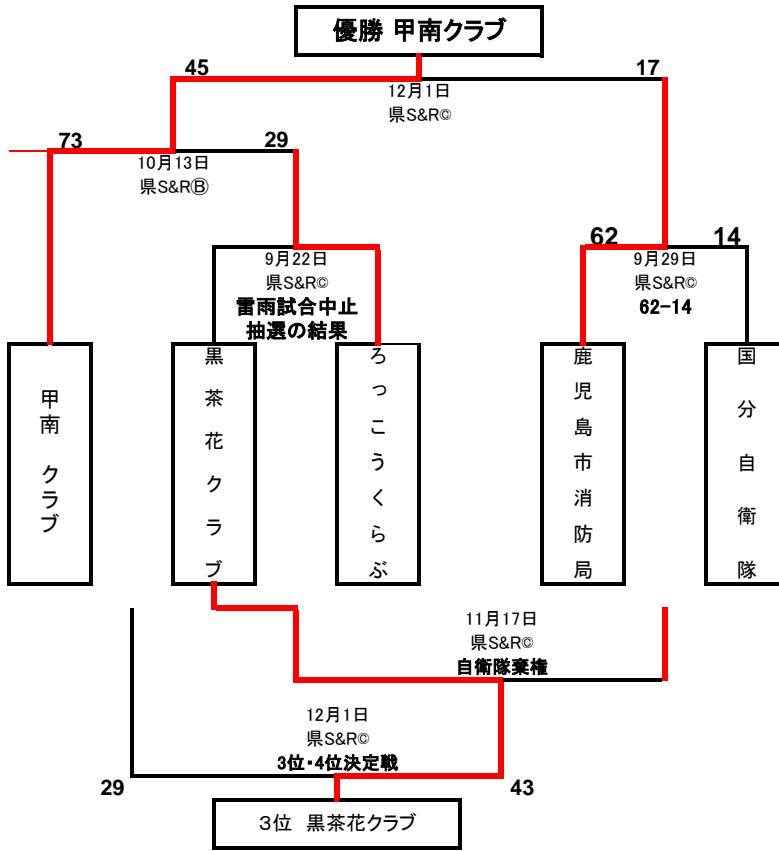 優勝 甲南クラブ
45
17
12月1日
県S&R©
73
29
10月13日
県S&RⒷ
62
14
9月22日
県S&R©
雷雨試合中止
抽選の結果
9月29日
県S&R©
62-14
甲南 クラブ
黒茶花クラブ
ろっこうくらぶ
鹿児島市消防局
国分自衛隊
11月17日
県S&R©
自衛隊棄権
12月1日
県S&R©
3位・4位決定戦
29
43
3位 黒茶花クラブ